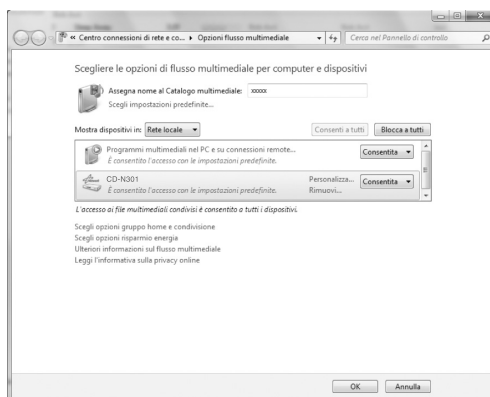 « Centro connessioni di rete e co... ▸ Opzioni flusso multimediale
Cerca nel Pannello di controllo
Scegliere le opzioni di flusso multimediale per computer e dispositivi
Assegna nome al Catalogo multimediale: xxxxx
Scegli impostazioni predefinite...
Mostra dispositivi in: Rete locale
Consenti a tutti
Blocca a tutti
Programmi multimediali nel PC e su connessioni remote...
È consentito l'accesso con le impostazioni predefinite.
Consentita
CD-N301
È consentito l'accesso con le impostazioni predefinite.
Personalizza...
Rimuovi...
Consentita
L'accesso ai file multimediali condivisi è consentito a tutti i dispositivi.
Scegli opzioni gruppo home e condivisione
Scegli opzioni risparmio energia
Ulteriori informazioni sul flusso multimediale
Leggi l'informativa sulla privacy online
OK
Annulla